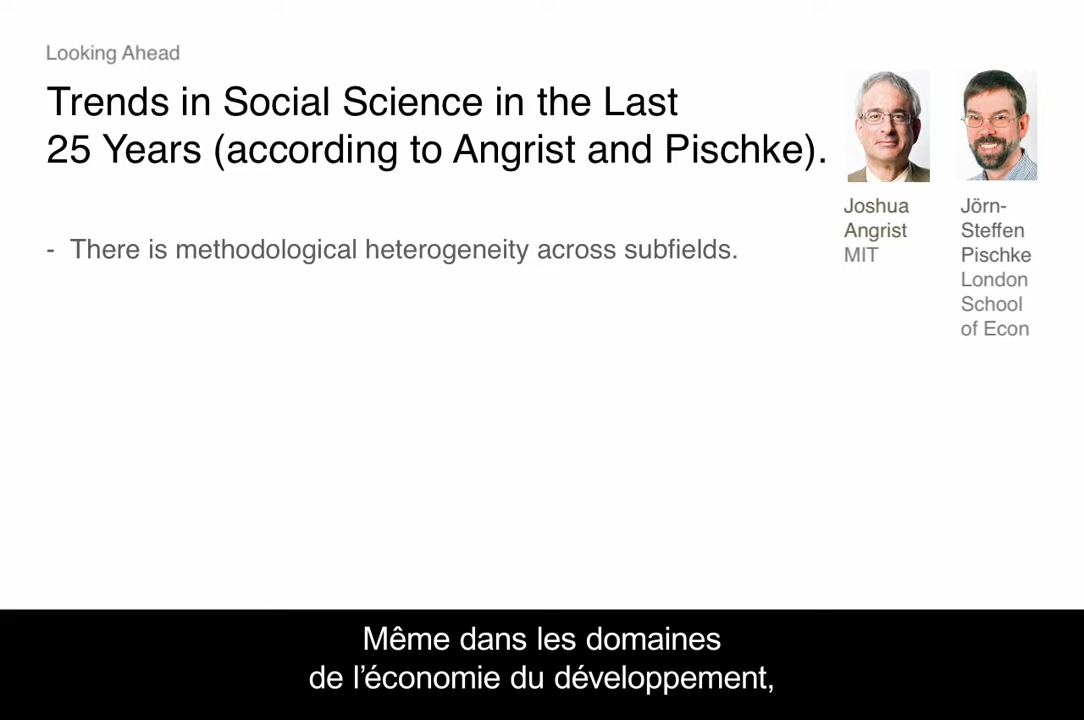 Looking Ahead
Trends in Social Science in the Last
25 Years (according to Angrist and Pischke).
- There is methodological heterogeneity across subfields.
Joshua
Angrist
MIT
Jörn-
Steffen
Pischke
London
School
of Econ
Même dans les domaines
de l’économie du développement,